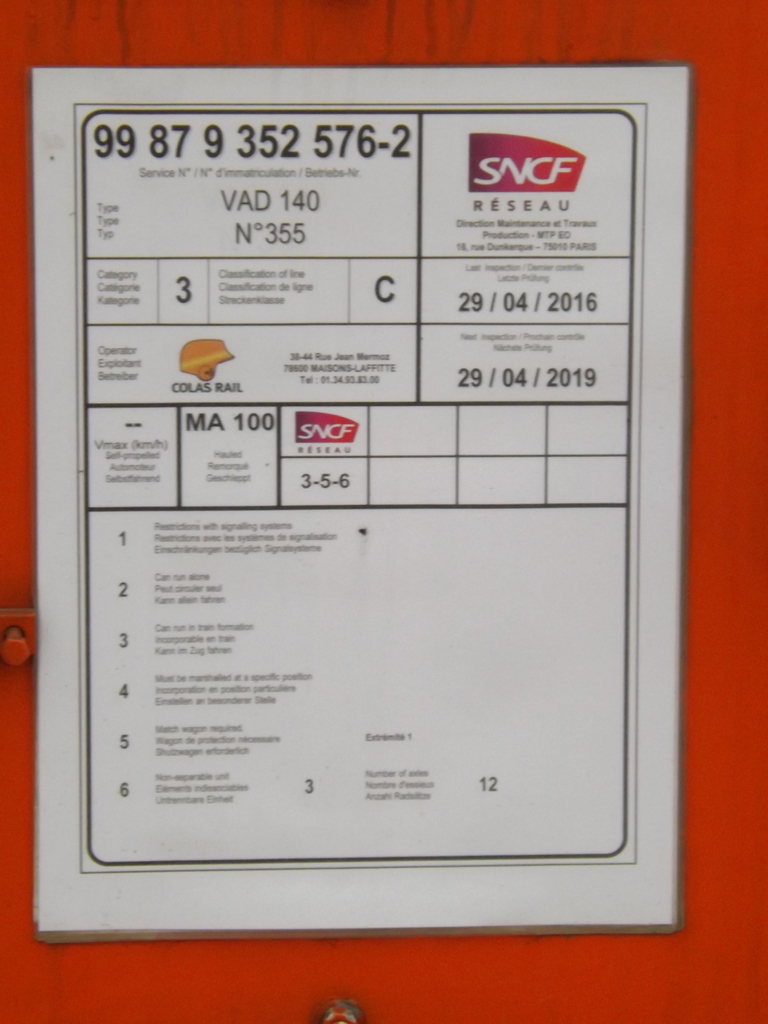 99 87 9 352 576-2
Service N° / N° d'immatriculation / Betriebs-Nr.
Type
Type
Typ
VAD 140
N°355
SNCF
RÉSEAU
Direction Maintenance et Travaux
Production - MTP EO
18, rue Dunkerque – 75010 PARIS
Category
Catégorie
Kategorie
3
Classification of line
Classification de ligne
Streckenklasse
C
Last inspection / Dernier contrôle
Letzte Prüfung
29 / 04 / 2016
Operator
Exploitant
Betreiber
COLAS RAIL
38-44 Rue Jean Mermoz
78600 MAISONS-LAFFITTE
Tel : 01.34.93.83.00
Next inspection / Prochain contrôle
Nächste Prüfung
29 / 04 / 2019
--
Vmax (km/h)
Self-propelled
Automoteur
Selbstfahrend
MA 100
Hauled
Remorqué
Geschleppt
SNCF
RÉSEAU
3-5-6
1
Restrictions with signalling systems
Restrictions avec les systèmes de signalisation
Einschränkungen bezüglich Signalsysteme
2
Can run alone
Peut circuler seul
Kann allein fahren
3
Can run in train formation
Incorporable en train
Kann im Zug fahren
4
Must be marshalled at a specific position
Incorporation en position particulière
Einstellen an besonderer Stelle
5
Match wagon required.
Wagon de protection nécessaire
Shutzwagen erforderlich
Extrémité 1
6
Non-separable unit
Eléments indissociables
Untrennbare Einheit
3
Number of axles
Nombre d'essieux
Anzahl Radsätze
12